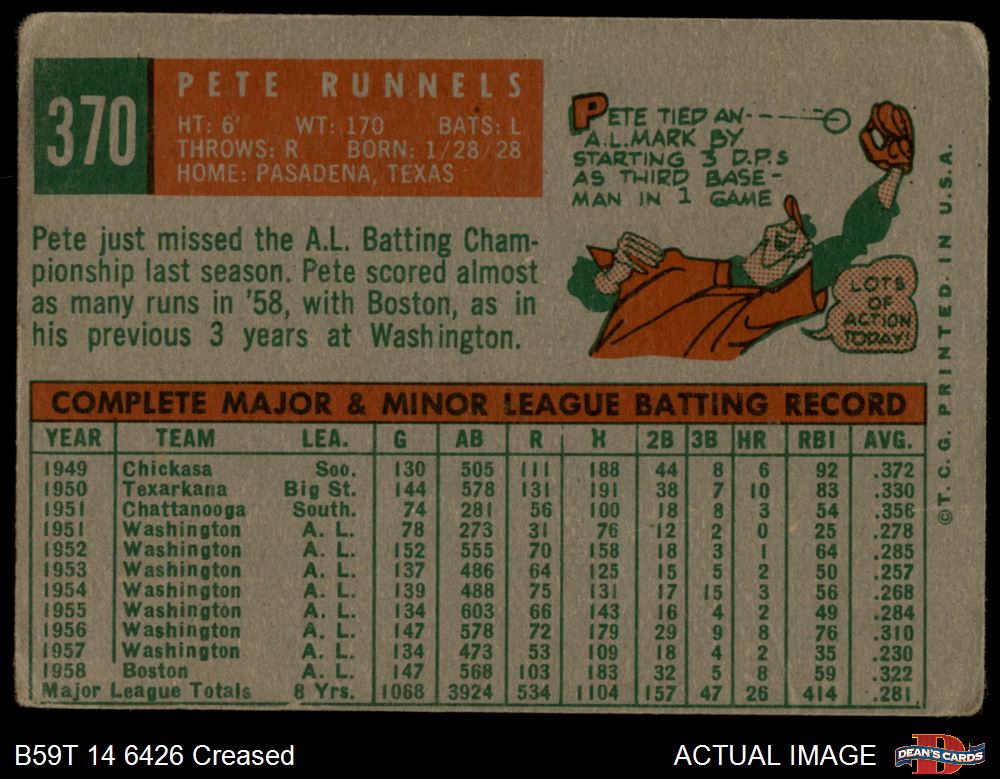 370
PETE RUNNELS
HT: 6' WT: 170 BATS: L
THROWS: R BORN: 1/28/28
HOME: PASADENA, TEXAS
PETE TIED AN
A.L. MARK BY
STARTING 3 D.P.s
AS THIRD BASE-
MAN IN 1 GAME
LOTS
OF
ACTION
TODAY!
Pete just missed the A.L. Batting Cham-
pionship last season. Pete scored almost
as many runs in '58, with Boston, as in
his previous 3 years at Washington.
COMPLETE MAJOR & MINOR LEAGUE BATTING RECORD
YEAR TEAM LEA. G AB R H 2B 3B HR RBI AVG.
1949 Chickasa Soo. 130 505 111 188 44 8 6 92 .372
1950 Texarkana Big St. 144 578 131 191 38 7 10 83 .330
1951 Chattanooga South. 74 281 56 100 18 8 3 54 .356
1951 Washington A. L. 78 273 31 76 12 2 0 25 .278
1952 Washington A. L. 152 555 70 158 18 3 1 64 .285
1953 Washington A. L. 137 486 64 125 15 5 2 50 .257
1954 Washington A. L. 139 488 75 131 17 15 3 56 .268
1955 Washington A. L. 134 603 66 143 16 4 2 49 .284
1956 Washington A. L. 147 578 72 179 29 9 8 76 .310
1957 Washington A. L. 134 473 53 109 18 4 2 35 .230
1958 Boston A. L. 147 568 103 183 32 5 8 59 .322
Major League Totals 8 Yrs. 1068 3924 534 1104 157 47 26 414 .281
©T. C. G. PRINTED IN U.S.A.
B59T 14 6426 Creased
ACTUAL IMAGE
DEAN'S CARDS